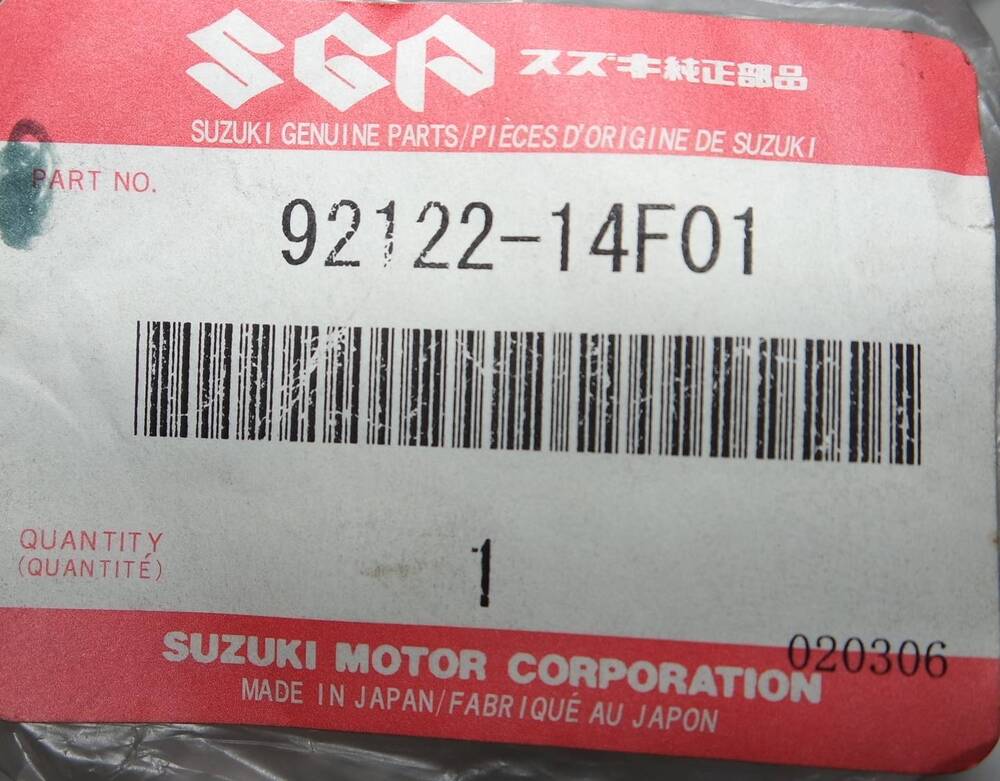 SGP スズキ純正部品
SUZUKI GENUINE PARTS/PIÈCES D'ORIGINE DE SUZUKI
PART NO.
92122-14F01
QUANTITY
(QUANTITÉ)
1
020306
SUZUKI MOTOR CORPORATION
MADE IN JAPAN/FABRIQUÉ AU JAPON